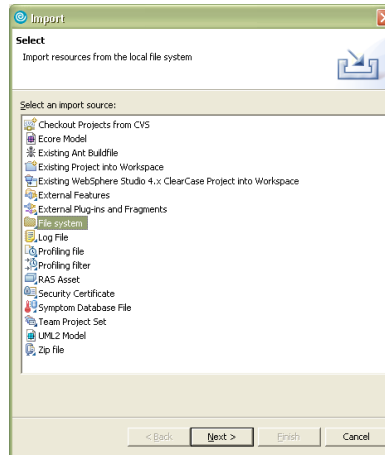 Import
Select
Import resources from the local file system
Select an import source:
Checkout Projects from CVS
Ecore Model
Existing Ant Buildfile
Existing Project into Workspace
Existing WebSphere Studio 4.x ClearCase Project into Workspace
External Features
External Plug-ins and Fragments
File system
Log File
Profiling file
Profiling filter
RAS Asset
Security Certificate
Symptom Database File
Team Project Set
UML2 Model
Zip file
< Back Next > Finish Cancel